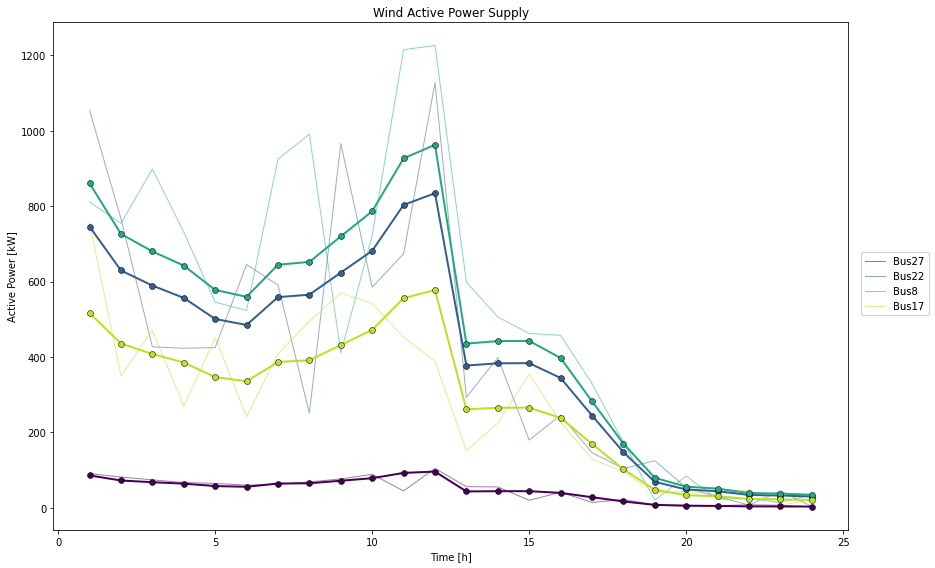 Wind Active Power Supply
1200
1000
800
600
400
200
0
Active Power [kW]
0
5
10
15
20
25
Time [h]
Bus27
Bus22
Bus8
Bus17